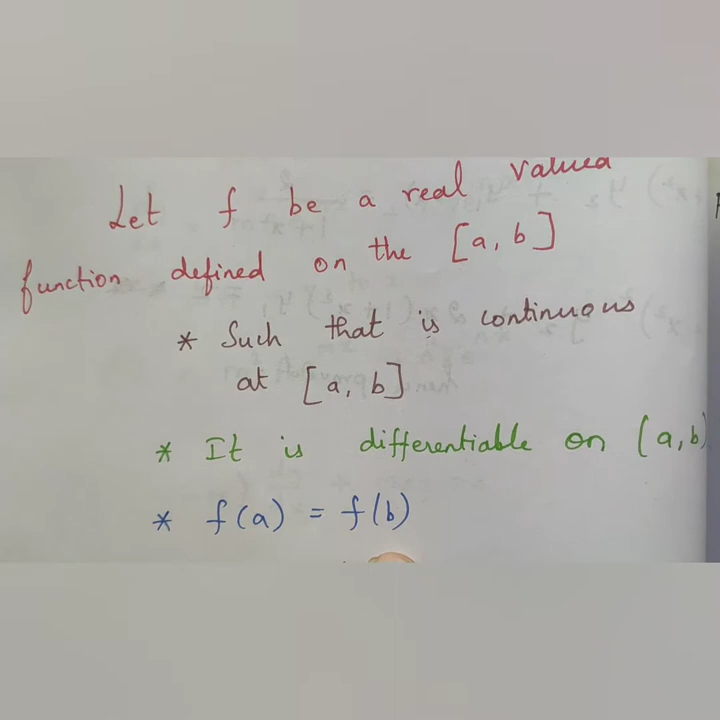 Let f be a real valued
function defined on the [a, b]
* Such that is continuous
at [a, b]
* It is differentiable on (a, b)
* f(a) = f(b)